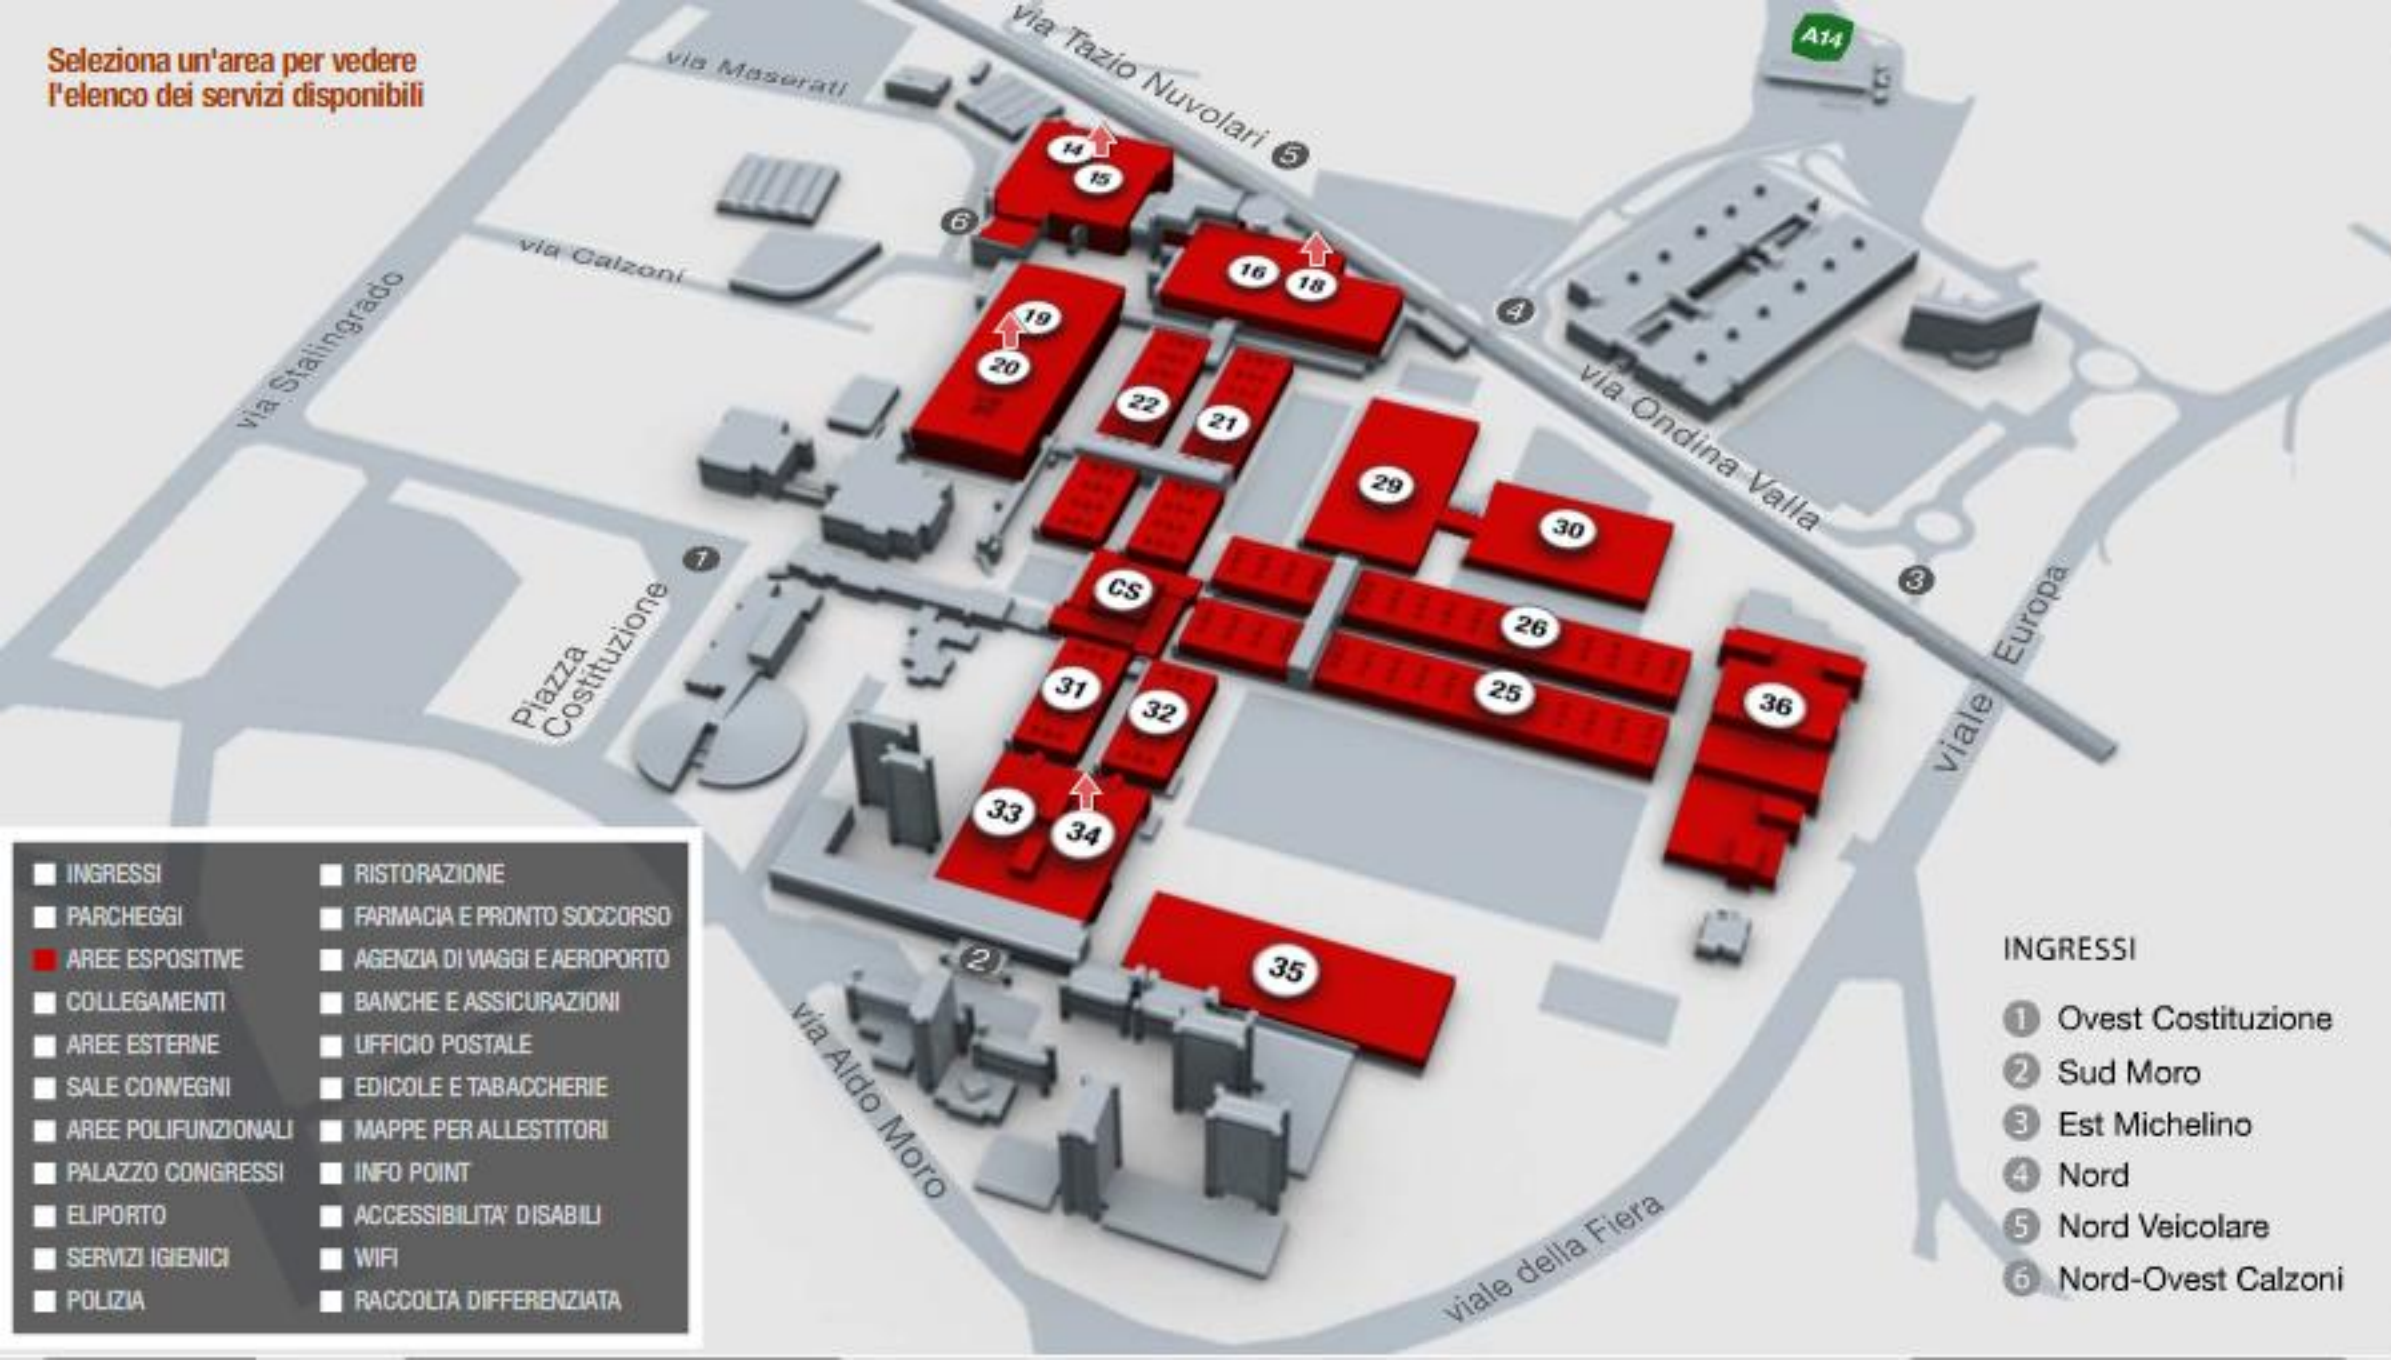 Seleziona un'area per vedere
l'elenco dei servizi disponibili
via Maserati
via Tazio Nuvolari
5
A14
14
15
6
via Calzoni
16
18
via Stalingrado
19
20
4
22
21
via Ondina Valla
29
30
1
CS
3
Piazza
Costituzione
viale Europa
26
31
25
32
36
33
34
2
35
via Aldo Moro
viale della Fiera
INGRESSI
PARCHEGGI
AREE ESPOSITIVE
COLLEGAMENTI
AREE ESTERNE
SALE CONVEGNI
AREE POLIFUNZIONALI
PALAZZO CONGRESSI
ELIPORTO
SERVIZI IGIENICI
POLIZIA
RISTORAZIONE
FARMACIA E PRONTO SOCCORSO
AGENZIA DI VIAGGI E AEROPORTO
BANCHE E ASSICURAZIONI
UFFICIO POSTALE
EDICOLE E TABACCHERIE
MAPPE PER ALLESTITORI
INFO POINT
ACCESSIBILITA' DISABILI
WIFI
RACCOLTA DIFFERENZIATA
INGRESSI
1 Ovest Costituzione
2 Sud Moro
3 Est Michelino
4 Nord
5 Nord Veicolare
6 Nord-Ovest Calzoni